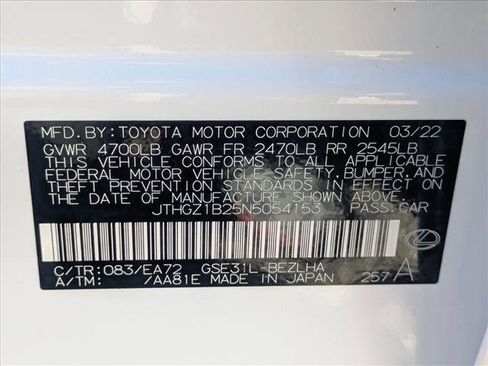 MFD.BY:TOYOTA MOTOR CORPORATION 03/22
GVWR 4700LB GAWR FR 2470LB RR 2545LB
THIS VEHICLE CONFORMS TO ALL APPLICABLE
FEDERAL MOTOR VEHICLE SAFETY,BUMPER,AND
THEFT PREVENTION STANDARDS IN EFFECT ON
THE DATE OF MANUFACTURE SHOWN ABOVE.
JTHGZ1B25N5054153 PASS.CAR
C/TR:083/EA72 GSE31L-BEZLHA
A/TM: /AA81E MADE IN JAPAN 257 A